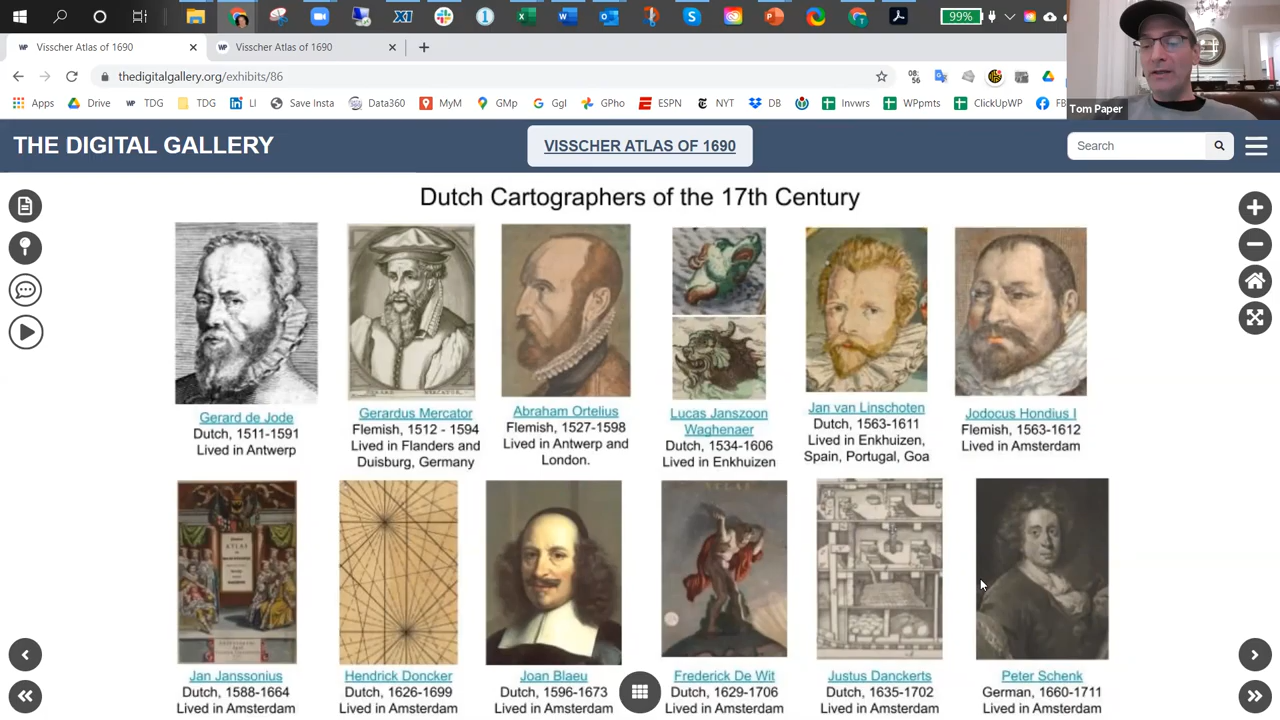 99%
Visscher Atlas of 1690
Visscher Atlas of 1690
thedigitalgallery.org/exhibits/86
Apps
Drive
TDG
TDG
LI
Save Insta
Data360
MyM
GMp
Ggl
GPho
ESPN
NYT
DB
Invwrs
WPpmts
ClickUpWP
FB
Tom Paper
THE DIGITAL GALLERY
VISSCHER ATLAS OF 1690
Search
Dutch Cartographers of the 17th Century
Gerard de Jode
Dutch, 1511-1591
Lived in Antwerp
Gerardus Mercator
Flemish, 1512 - 1594
Lived in Flanders and
Duisburg, Germany
Abraham Ortelius
Flemish, 1527-1598
Lived in Antwerp and
London.
Lucas Janszoon
Waghenaer
Dutch, 1534-1606
Lived in Enkhuizen
Jan van Linschoten
Dutch, 1563-1611
Lived in Enkhuizen,
Spain, Portugal, Goa
Jodocus Hondius I
Flemish, 1563-1612
Lived in Amsterdam
Jan Janssonius
Dutch, 1588-1664
Lived in Amsterdam
Hendrick Doncker
Dutch, 1626-1699
Lived in Amsterdam
Joan Blaeu
Dutch, 1596-1673
Lived in Amsterdam
Frederick De Wit
Dutch, 1629-1706
Lived in Amsterdam
Justus Danckerts
Dutch, 1635-1702
Lived in Amsterdam
Peter Schenk
German, 1660-1711
Lived in Amsterdam